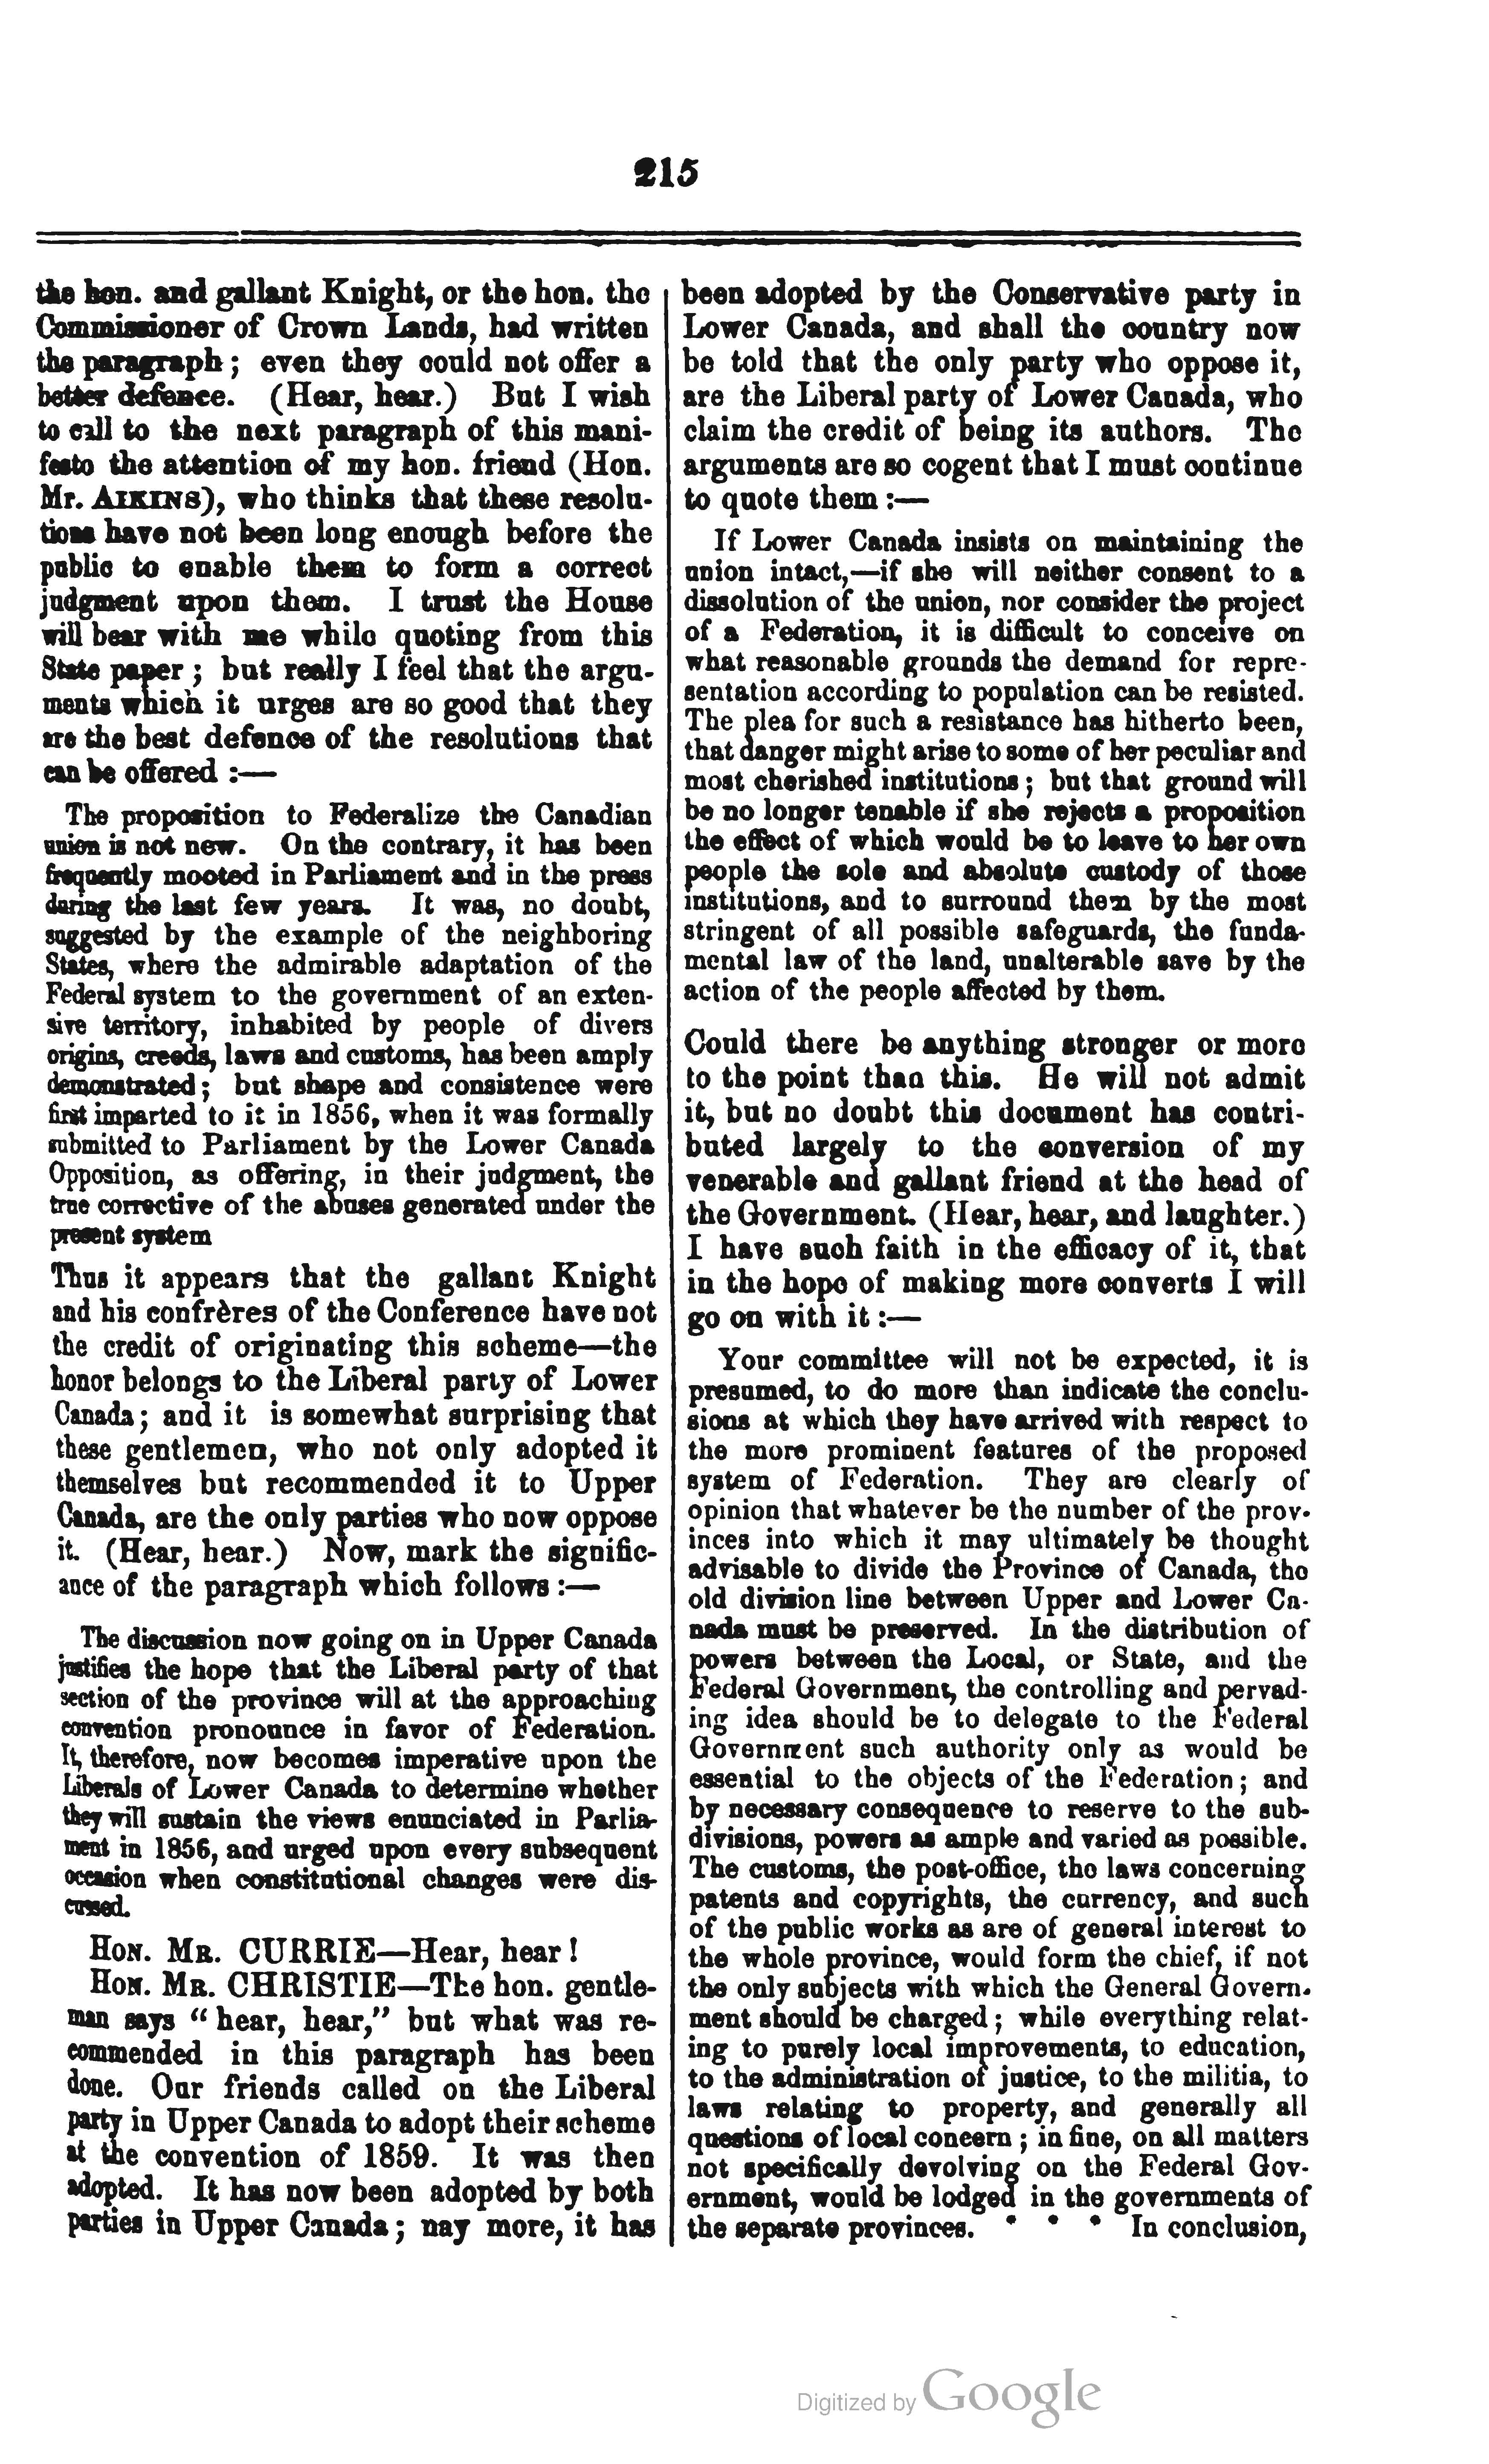 215
the hon. and gallant Knight, or the hon. the
Commissioner of Crown Lands, had written
the paragraph; even they could not offer a
better defence. (Hear, hear.) But I wish
to call to the next paragraph of this mani-
festo the attention of my hon. friend (Hon.
Mr. AIKINS), who thinks that these resolu-
tions have not been long enough before the
public to enable them to form a correct
judgment upon them. I trust the House
will bear with me while quoting from this
State paper; but really I feel that the argu-
ments which it urges are so good that they
are the best defence of the resolutions that
can be offered :—
The proposition to Federalize the Canadian
union is not new. On the contrary, it has been
frequently mooted in Parliament and in the press
during the last few years. It was, no doubt,
suggested by the example of the neighboring
States, where the admirable adaptation of the
Federal system to the government of an exten-
sive territory, inhabited by people of divers
origins, creeds, laws and customs, has been amply
demonstrated; but shape and consistence were
first imparted to it in 1856, when it was formally
submitted to Parliament by the Lower Canada
Opposition, as offering, in their judgment, the
true corrective of the abuses generated under the
present system
Thus it appears that the gallant Knight
and his confrères of the Conference have not
the credit of originating this scheme—the
honor belongs to the Liberal party of Lower
Canada; and it is somewhat surprising that
these gentlemen, who not only adopted it
themselves but recommended it to Upper
Canada, are the only parties who now oppose
it. (Hear, hear.) Now, mark the signific-
ance of the paragraph which follows :—
The discussion now going on in Upper Canada
justifies the hope that the Liberal party of that
section of the province will at the approaching
convention pronounce in favor of Federation.
It, therefore, now becomes imperative upon the
Liberals of Lower Canada to determine whether
they will sustain the views enunciated in Parlia-
ment in 1856, and urged upon every subsequent
occasion when constitutional changes were dis-
cussed.
HON. MR. CURRIE—Hear, hear!
HON. MR. CHRISTIE—The hon. gentle-
man says "hear, hear," but what was re-
commended in this paragraph has been
done. Our friends called on the Liberal
party in Upper Canada to adopt their scheme
at the convention of 1859. It was then
adopted. It has now been adopted by both
parties in Upper Canada; nay more, it has
been adopted by the Conservative party in
Lower Canada, and shall the country now
be told that the only party who oppose it,
are the Liberal party of Lower Canada, who
claim the credit of being its authors. The
arguments are so cogent that I must continue
to quote them :—
If Lower Canada insists on maintaining the
union intact,—if she will neither consent to a
dissolution of the union, nor consider the project
of a Federation, it is difficult to conceive on
what reasonable grounds the demand for repre-
sentation according to population can be resisted.
The plea for such a resistance has hitherto been,
that danger might arise to some of her peculiar and
most cherished institutions; but that ground will
be no longer tenable if she rejects a proposition
the effect of which would be to leave to her own
people the sole and absolute custody of those
institutions, and to surround them by the most
stringent of all possible safeguards, the funda-
mental law of the land, unalterable save by the
action of the people affected by them.
Could there be anything stronger or more
to the point than this. He will not admit
it, but no doubt this document has contri-
buted largely to the conversion of my
venerable and gallant friend at the head of
the Government. (Hear, hear, and laughter.)
I have such faith in the efficacy of it, that
in the hope of making more converts I will
go on with it :—
Your committee will not be expected, it is
presumed, to do more than indicate the conclu-
sions at which they have arrived with respect to
the more prominent features of the proposed
system of Federation. They are clearly of
opinion that whatever be the number of the prov-
inces into which it may ultimately be thought
advisable to divide the Province of Canada, the
old division line between Upper and Lower Ca-
nada must be preserved. In the distribution of
powers between the Local, or State, and the
Federal Government, the controlling and pervad-
ing idea should be to delegate to the Federal
Government such authority only as would be
essential to the objects of the Federation; and
by necessary consequence to reserve to the sub-
divisions, powers as ample and varied as possible.
The customs, the post-office, the laws concerning
patents and copyrights, the currency, and such
of the public works as are of general interest to
the whole province, would form the chief, if not
the only subjects with which the General Govern-
ment should be charged; while everything relat-
ing to purely local improvements, to education,
to the administration of justice, to the militia, to
laws relating to property, and generally all
questions of local concern; in fine, on all matters
not specifically devolving on the Federal Gov-
ernment, would be lodged in the governments of
the separate provinces. * * * In conclusion,
Digitized by Google